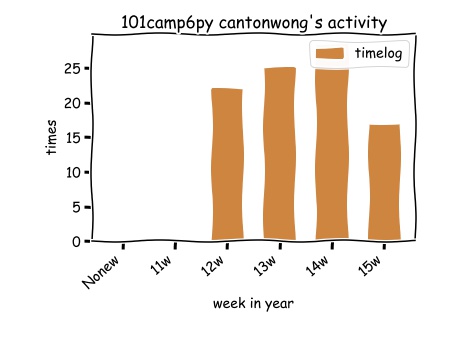 101camp6py cantonwong's activity
timelog
times
25
20
15
10
5
0
Nonew
11w
12w
13w
14w
15w
week in year